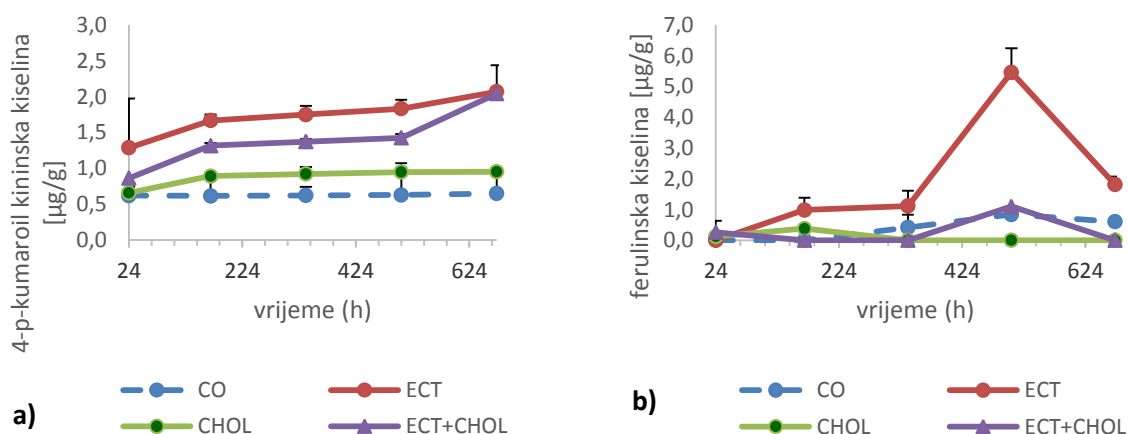 4-p-kumaroil kininska kiselina
[µg/g]
3,0
2,5
2,0
1,5
1,0
0,5
0,0
24
224
424
624
vrijeme (h)
CO
ECT
CHOL
ECT+CHOL
a)
ferulinska kiselina [µg/g]
7,0
6,0
5,0
4,0
3,0
2,0
1,0
0,0
24
224
424
624
vrijeme (h)
CO
ECT
CHOL
ECT+CHOL
b)